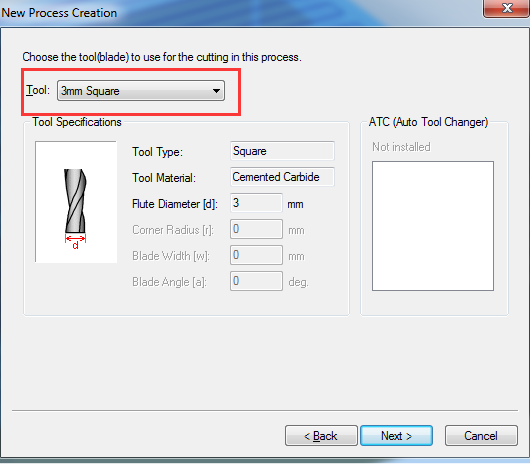 New Process Creation
Choose the tool(blade) to use for the cutting in this process.
Tool: 3mm Square
Tool Specifications
ATC (Auto Tool Changer)
Tool Type: Square
Not installed
Tool Material: Cemented Carbide
Flute Diameter [d]: 3 mm
Corner Radius [r]: 0 mm
Blade Width [w]: 0 mm
Blade Angle [a]: 0 deg.
d
< Back
Next >
Cancel